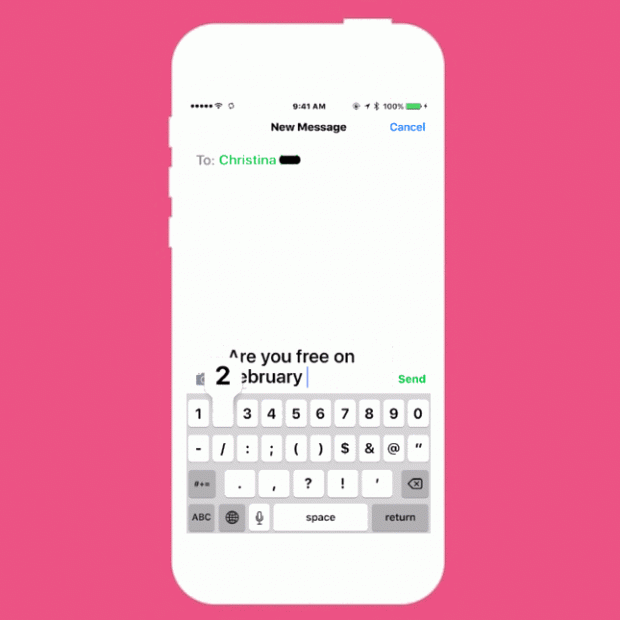 9:41 AM
100%
New Message
Cancel
To: Christina
Are you free on
ebruary
Send
2
1 3 4 5 6 7 8 9 0
- / : ; ( ) $ & @ "
#+= . , ? ! '
ABC space return